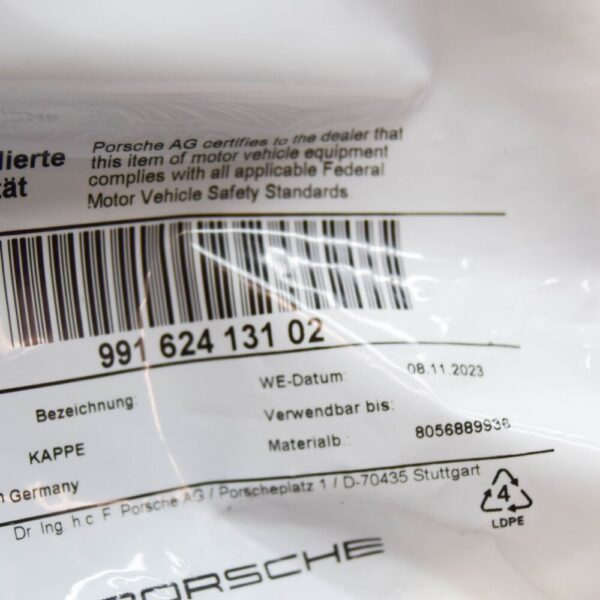 lierte
tät
Porsche AG certifies to the dealer that
this item of motor vehicle equipment
complies with all applicable Federal
Motor Vehicle Safety Standards
991 624 131 02
WE-Datum: 08.11.2023
Bezeichnung: Verwendbar bis:
KAPPE Materialb.: 8056889936
n Germany
Dr. Ing. h c F. Porsche AG / Porscheplatz 1 / D-70435 Stuttgart
4
LDPE
PORSCHE